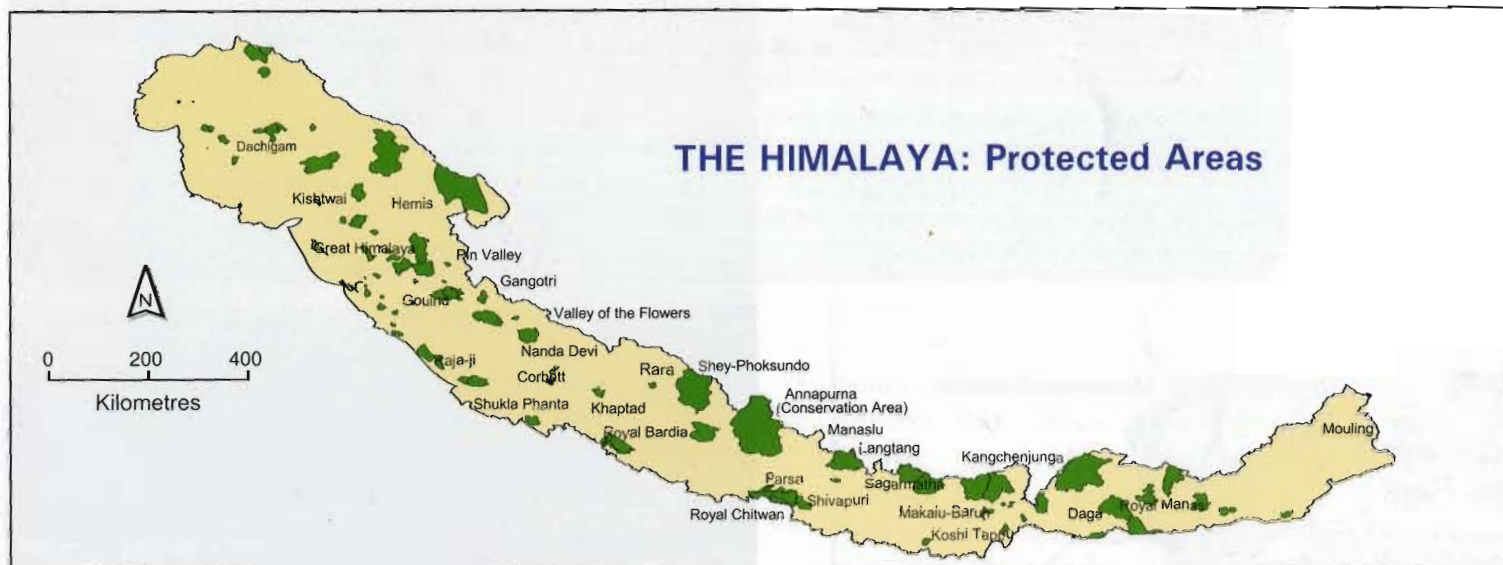 THE HIMALAYA: Protected Areas
Dachigam
Kishtwai
Hemis
Great Himalaya
Pin Valley
Gangotri
N
Valley of the Flowers
0 200 400
Kilometres
Raja-ji
Nanda Devi
Corbett
Rara
Shey-Phoksundo
Shukla Phanta
Khaptad
Annapurna
(Conservation Area)
Royal Bardia
Manaslu
Langtang
Kangchenjunga
Mouling
Parsa
Sagarmatha
Shivapuri
Royal Chitwan
Makalu-Barun
Daga
Royal Manas
Koshi Tappu